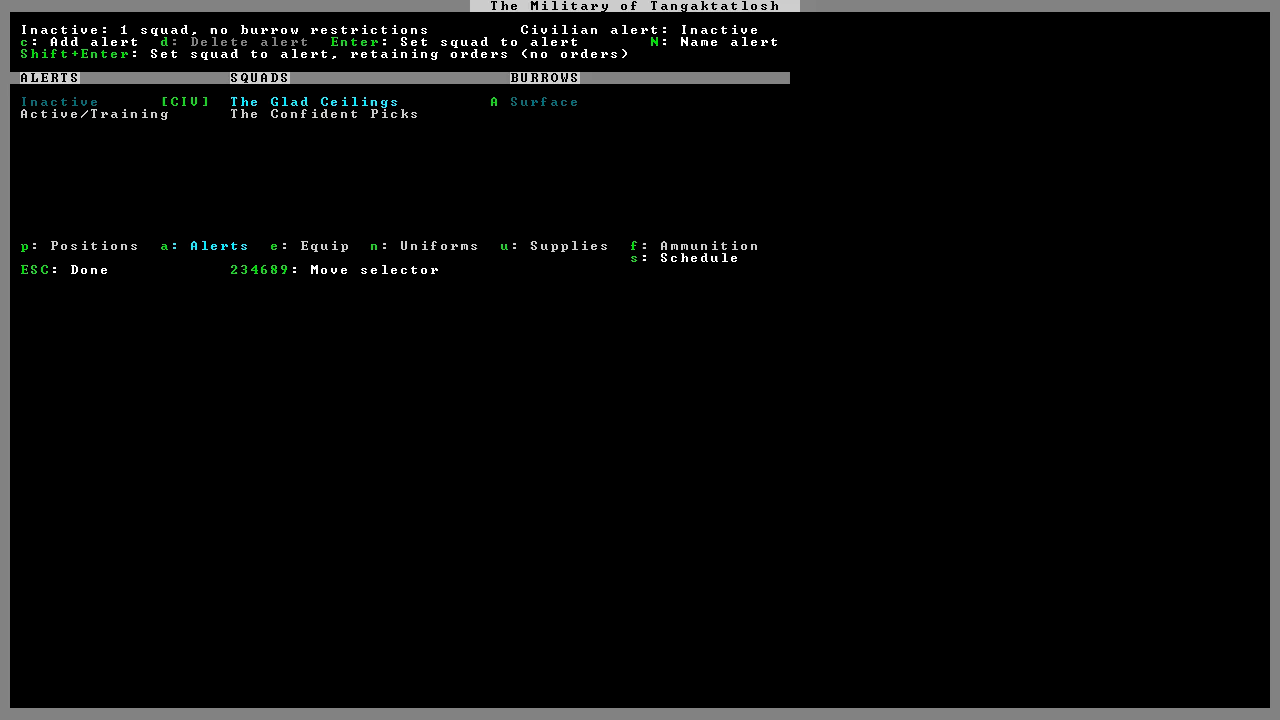 The Military of Tangaktatlosh
Inactive: 1 squad, no burrow restrictions Civilian alert: Inactive
c: Add alert d: Delete alert Enter: Set squad to alert N: Name alert
Shift+Enter: Set squad to alert, retaining orders (no orders)
ALERTS SQUADS BURROWS
Inactive [CIV] The Glad Ceilings A Surface
Active/Training The Confident Picks
p: Positions a: Alerts e: Equip n: Uniforms u: Supplies f: Ammunition
s: Schedule
ESC: Done 234689: Move selector